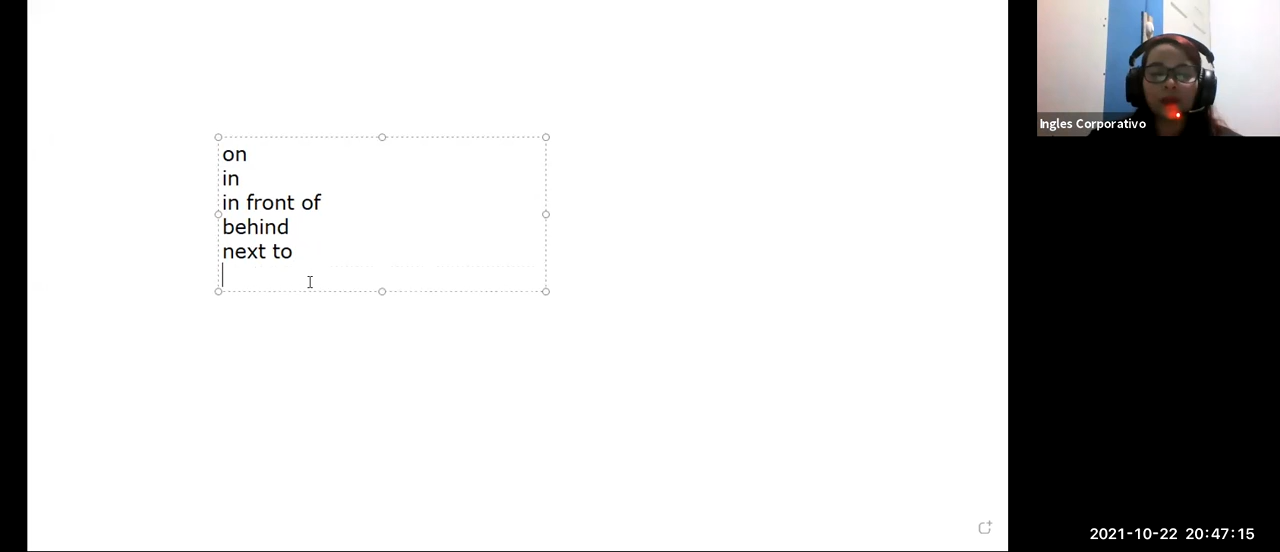 on
in
in front of
behind
next to
Ingles Corporativo
2021-10-22 20:47:15